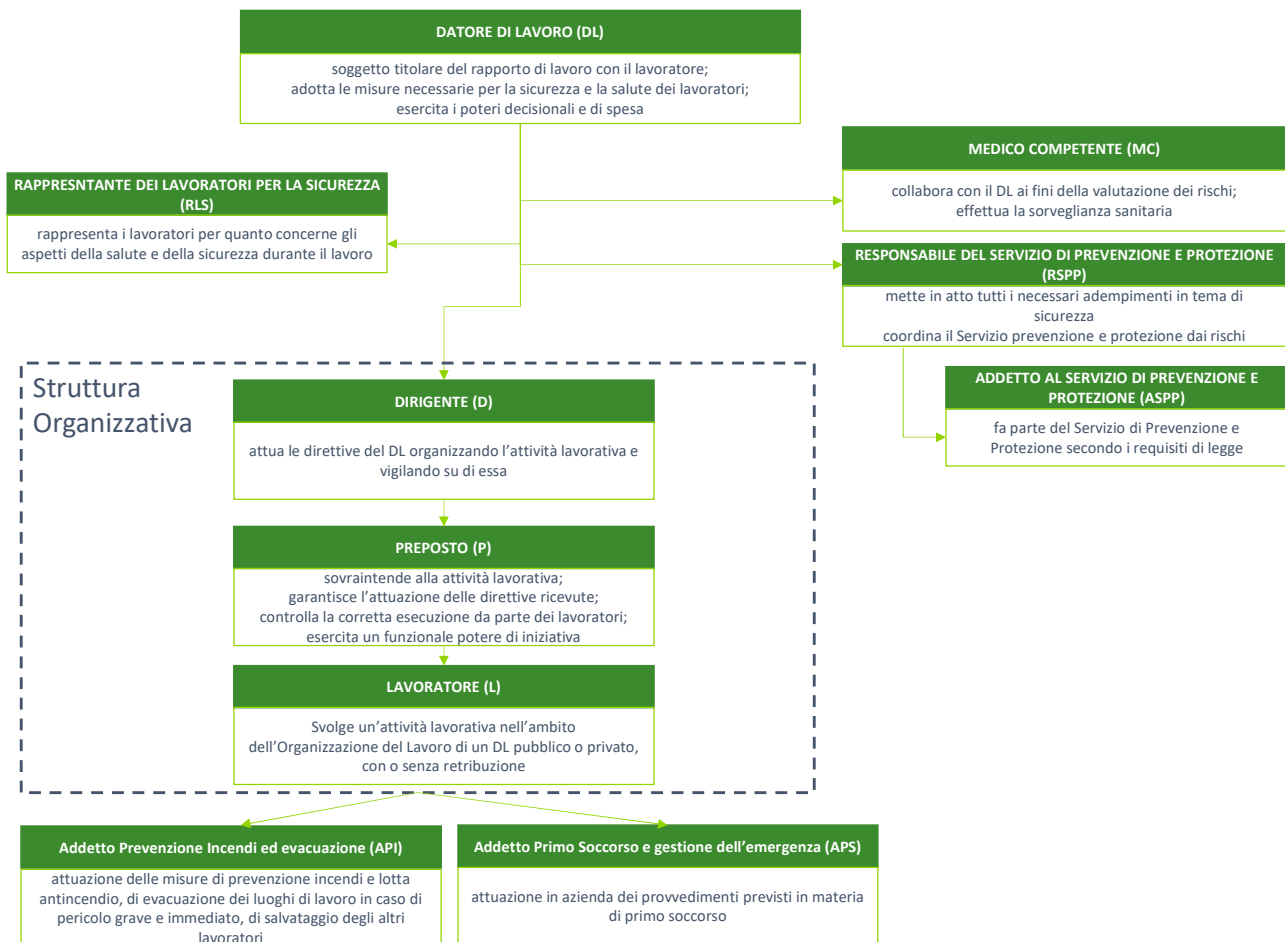 DATORE DI LAVORO (DL)
soggetto titolare del rapporto di lavoro con il lavoratore;
adotta le misure necessarie per la sicurezza e la salute dei lavoratori;
esercita i poteri decisionali e di spesa
MEDICO COMPETENTE (MC)
collabora con il DL ai fini della valutazione dei rischi;
effettua la sorveglianza sanitaria
RAPPRESNTANTE DEI LAVORATORI PER LA SICUREZZA
(RLS)
rappresenta i lavoratori per quanto concerne gli
aspetti della salute e della sicurezza durante il lavoro
RESPONSABILE DEL SERVIZIO DI PREVENZIONE E PROTEZIONE
(RSPP)
mette in atto tutti i necessari adempimenti in tema di
sicurezza
coordina il Servizio prevenzione e protezione dai rischi
ADDETTO AL SERVIZIO DI PREVENZIONE E
PROTEZIONE (ASPP)
fa parte del Servizio di Prevenzione e
Protezione secondo i requisiti di legge
Struttura
Organizzativa
DIRIGENTE (D)
attua le direttive del DL organizzando l’attività lavorativa e
vigilando su di essa
PREPOSTO (P)
sovraintende alla attività lavorativa;
garantisce l’attuazione delle direttive ricevute;
controlla la corretta esecuzione da parte dei lavoratori;
esercita un funzionale potere di iniziativa
LAVORATORE (L)
Svolge un’attività lavorativa nell’ambito
dell’Organizzazione del Lavoro di un DL pubblico o privato,
con o senza retribuzione
Addetto Prevenzione Incendi ed evacuazione (API)
attuazione delle misure di prevenzione incendi e lotta
antincendio, di evacuazione dei luoghi di lavoro in caso di
pericolo grave e immediato, di salvataggio degli altri
lavoratori
Addetto Primo Soccorso e gestione dell’emergenza (APS)
attuazione in azienda dei provvedimenti previsti in materia
di primo soccorso